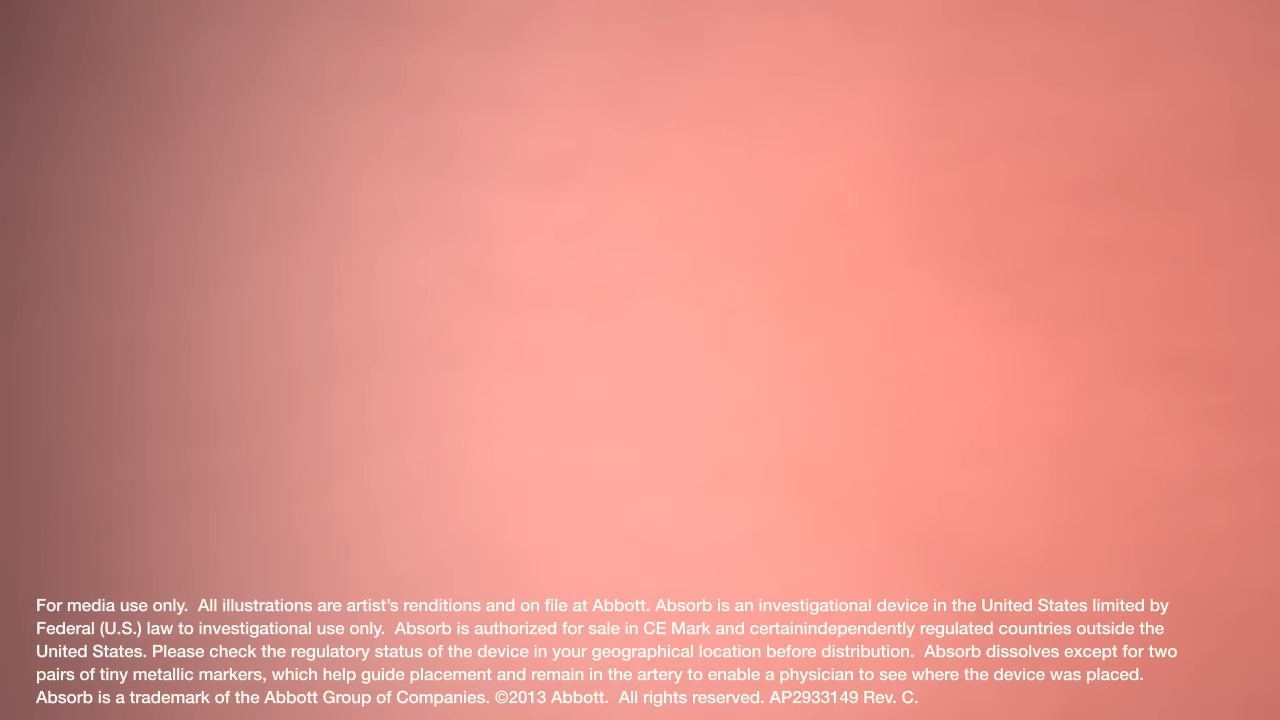 For media use only.  All illustrations are artist’s renditions and on file at Abbott. Absorb is an investigational device in the United States limited by
Federal (U.S.) law to investigational use only.  Absorb is authorized for sale in CE Mark and certainindependently regulated countries outside the
United States. Please check the regulatory status of the device in your geographical location before distribution.  Absorb dissolves except for two
pairs of tiny metallic markers, which help guide placement and remain in the artery to enable a physician to see where the device was placed.
Absorb is a trademark of the Abbott Group of Companies. ©2013 Abbott.  All rights reserved. AP2933149 Rev. C.